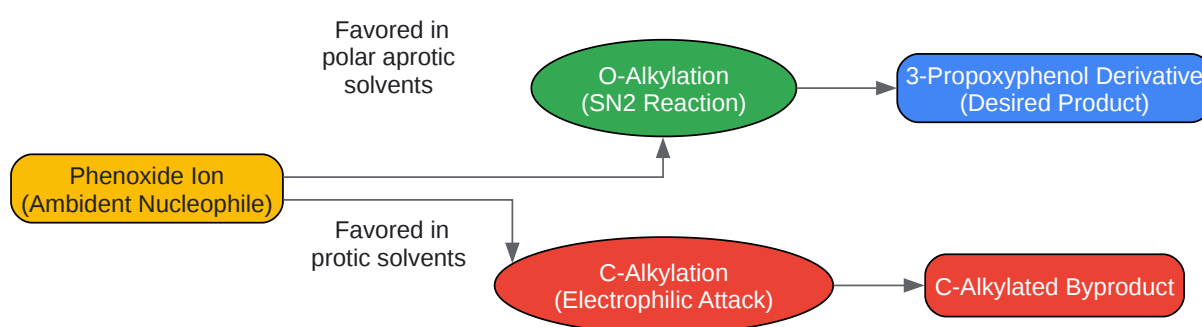 Favored in
polar aprotic
solvents
O-Alkylation
(SN2 Reaction)
3-Propoxyphenol Derivative
(Desired Product)
Phenoxide Ion
(Ambident Nucleophile)
Favored in
protic solvents
C-Alkylation
(Electrophilic Attack)
C-Alkylated Byproduct